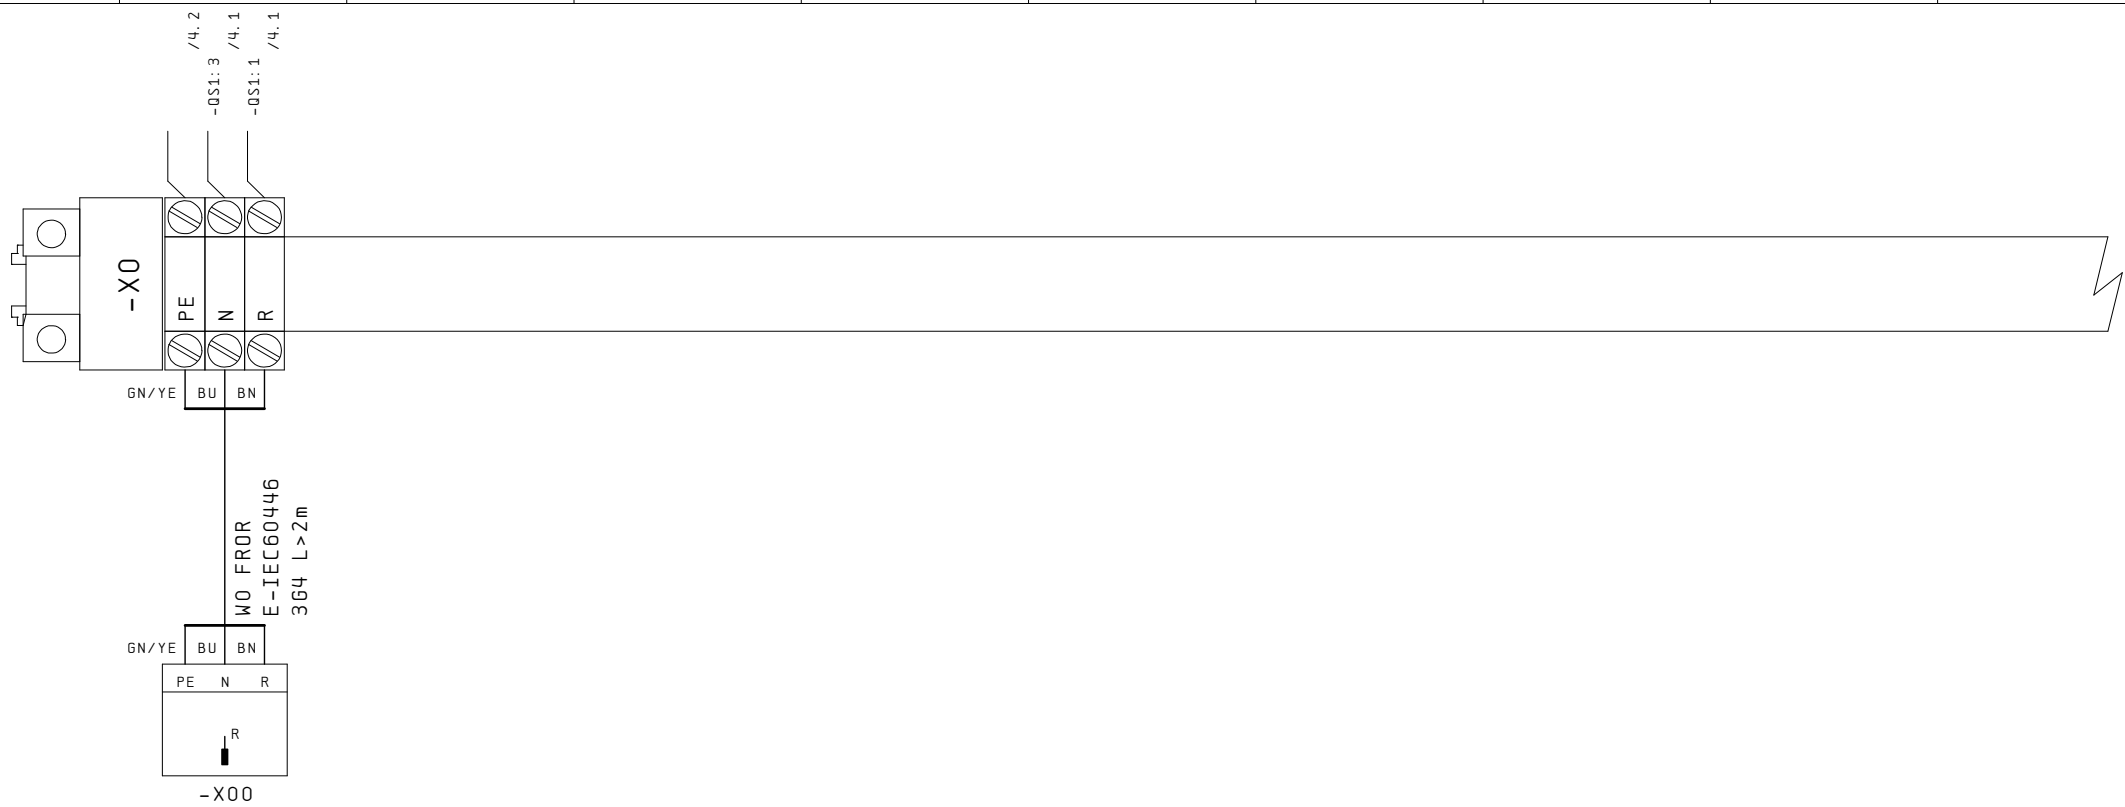 /4.2
/4.1
/4.1
-QS1:3
-QS1:1
-X0
PE
N
R
GN/YE
BU
BN
W0 FROR
E-IEC60446
3G4 L>2m
GN/YE
BU
BN
PE
N
R
R
-X00